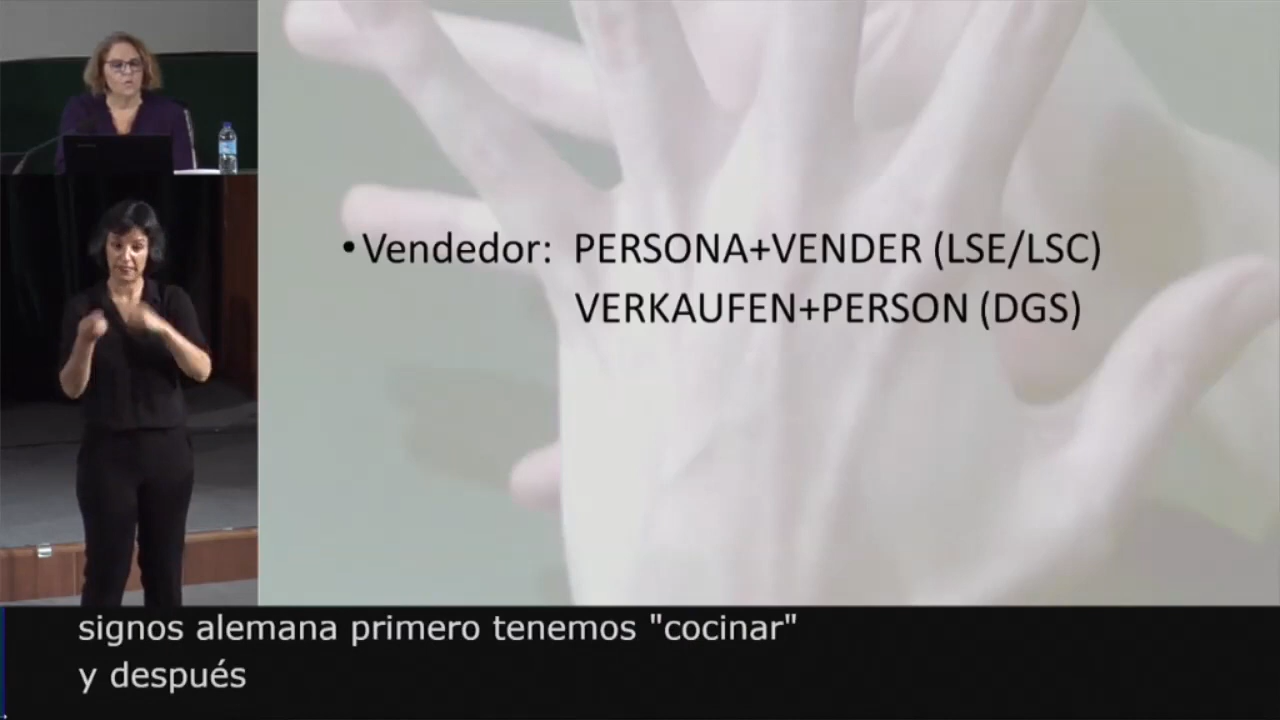 •Vendedor: PERSONA+VENDER (LSE/LSC)
VERKAUFEN+PERSON (DGS)
signos alemana primero tenemos "cocinar"
y después